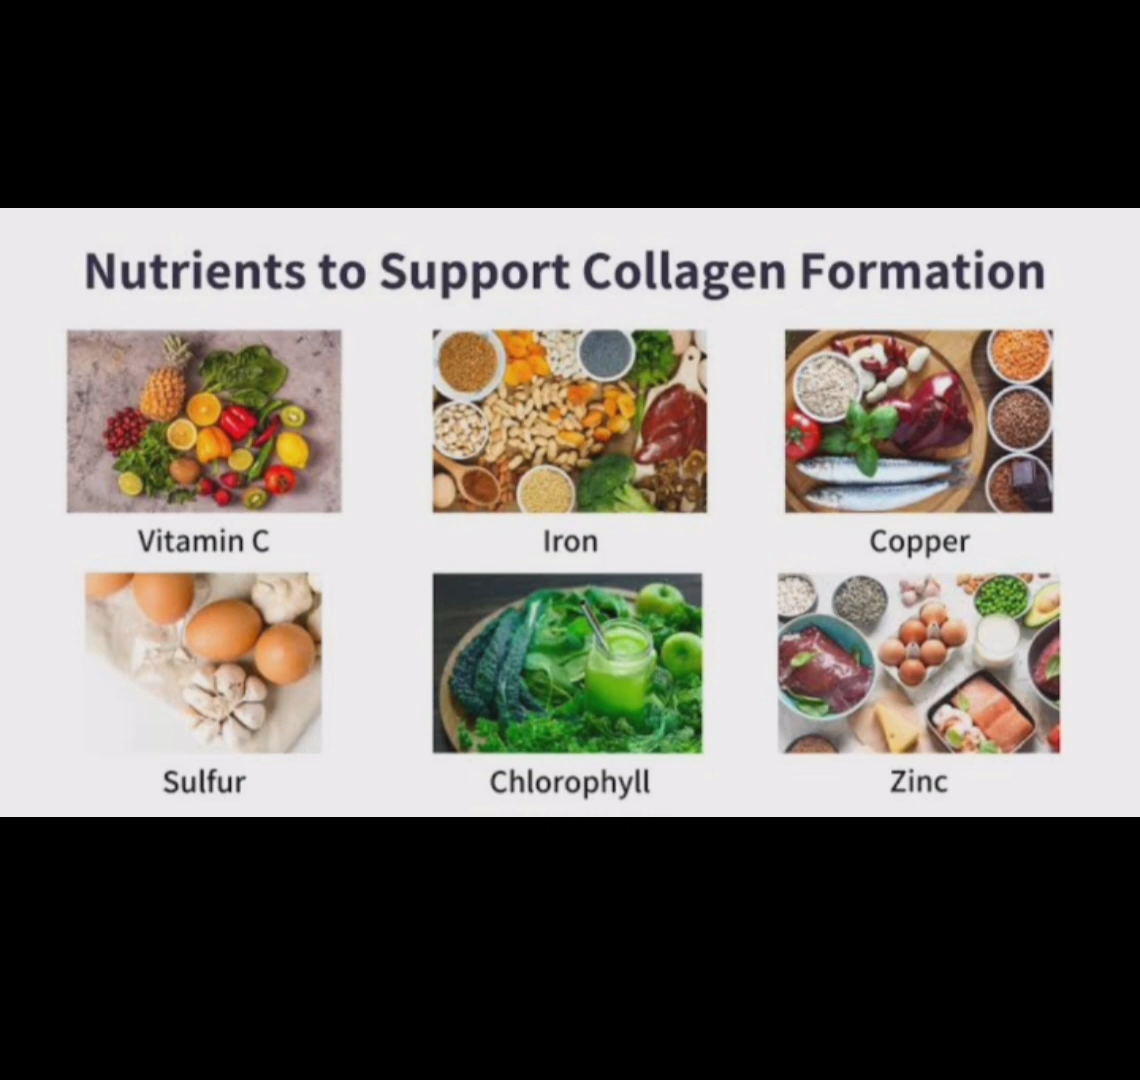 Nutrients to Support Collagen Formation
Vitamin C
Iron
Copper
Sulfur
Chlorophyll
Zinc